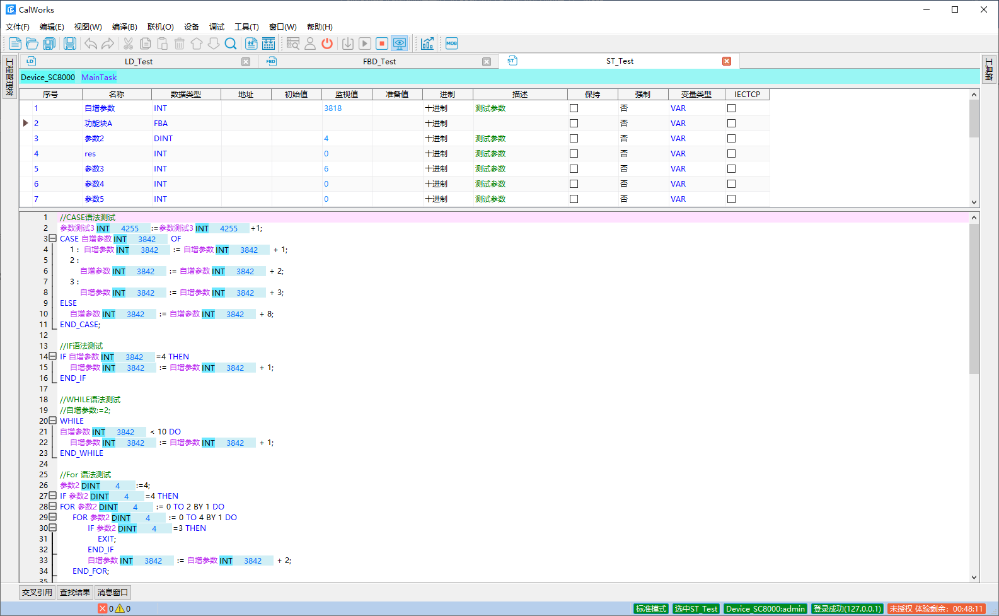 CalWorks
文件(F) 编辑(E) 视图(W) 编译(B) 联机(O) 设备 调试 工具(T) 窗口(W) 帮助(H)
MOB
工程管理树
LD LD_Test FBD FBD_Test ST ST_Test
工具箱
Device_SC8000 MainTask
序号 名称 数据类型 地址 初始值 监视值 准备值 进制 描述 保持 强制 变量类型 IECTCP
1 自增参数 INT 3818 十进制 测试参数 否 VAR
2 功能块A FBA 十进制 否 VAR
3 参数2 DINT 4 十进制 测试参数 否 VAR
4 res INT 0 十进制 测试参数 否 VAR
5 参数3 INT 6 十进制 测试参数 否 VAR
6 参数4 INT 0 十进制 测试参数 否 VAR
7 参数5 INT 0 十进制 测试参数 否 VAR
1 //CASE语法测试
2 参数测试3 INT 4255 :=参数测试3 INT 4255 +1;
3 CASE 自增参数 INT 3842 OF
4 1 : 自增参数 INT 3842 := 自增参数 INT 3842 + 1;
5 2 :
6 自增参数 INT 3842 := 自增参数 INT 3842 + 2;
7 3 :
8 自增参数 INT 3842 := 自增参数 INT 3842 + 3;
9 ELSE
10 自增参数 INT 3842 := 自增参数 INT 3842 + 8;
11 END_CASE;
12
13 //IF语法测试
14 IF 自增参数 INT 3842 =4 THEN
15 自增参数 INT 3842 := 自增参数 INT 3842 + 1;
16 END_IF
17
18 //WHILE语法测试
19 //自增参数:=2;
20 WHILE
21 自增参数 INT 3842 < 10 DO
22 自增参数 INT 3842 := 自增参数 INT 3842 + 1;
23 END_WHILE
24
25 //For 语法测试
26 参数2 DINT 4 :=4;
27 IF 参数2 DINT 4 =4 THEN
28 FOR 参数2 DINT 4 := 0 TO 2 BY 1 DO
29 FOR 参数2 DINT 4 := 0 TO 4 BY 1 DO
30 IF 参数2 DINT 4 =3 THEN
31 EXIT;
32 END_IF
33 自增参数 INT 3842 := 自增参数 INT 3842 + 2;
34 END_FOR;
35
交叉引用 查找结果 消息窗口
0 0 标准模式 选中ST_Test Device_SC8000:admin 登录成功(127.0.0.1) 未授权 体验剩余：00:48:11